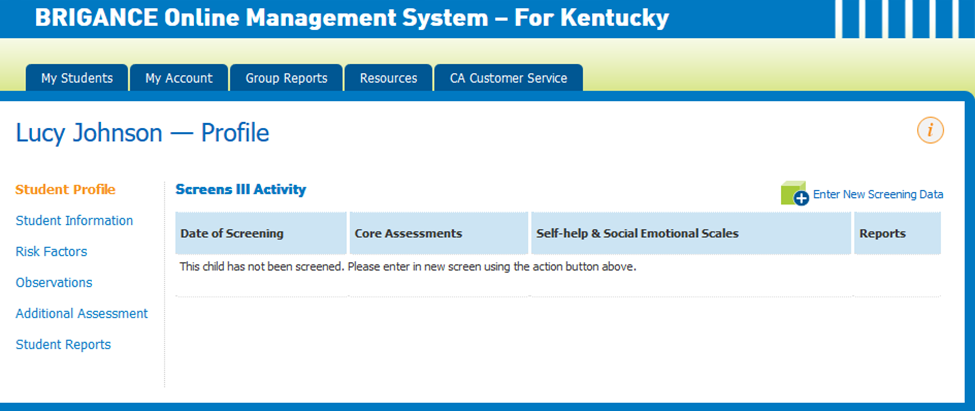 BRIGANCE Online Management System – For Kentucky
My Students My Account Group Reports Resources CA Customer Service
Lucy Johnson — Profile
i
Student Profile
Student Information
Risk Factors
Observations
Additional Assessment
Student Reports
Screens III Activity
Enter New Screening Data
Date of Screening Core Assessments Self-help & Social Emotional Scales Reports
This child has not been screened. Please enter in new screen using the action button above.